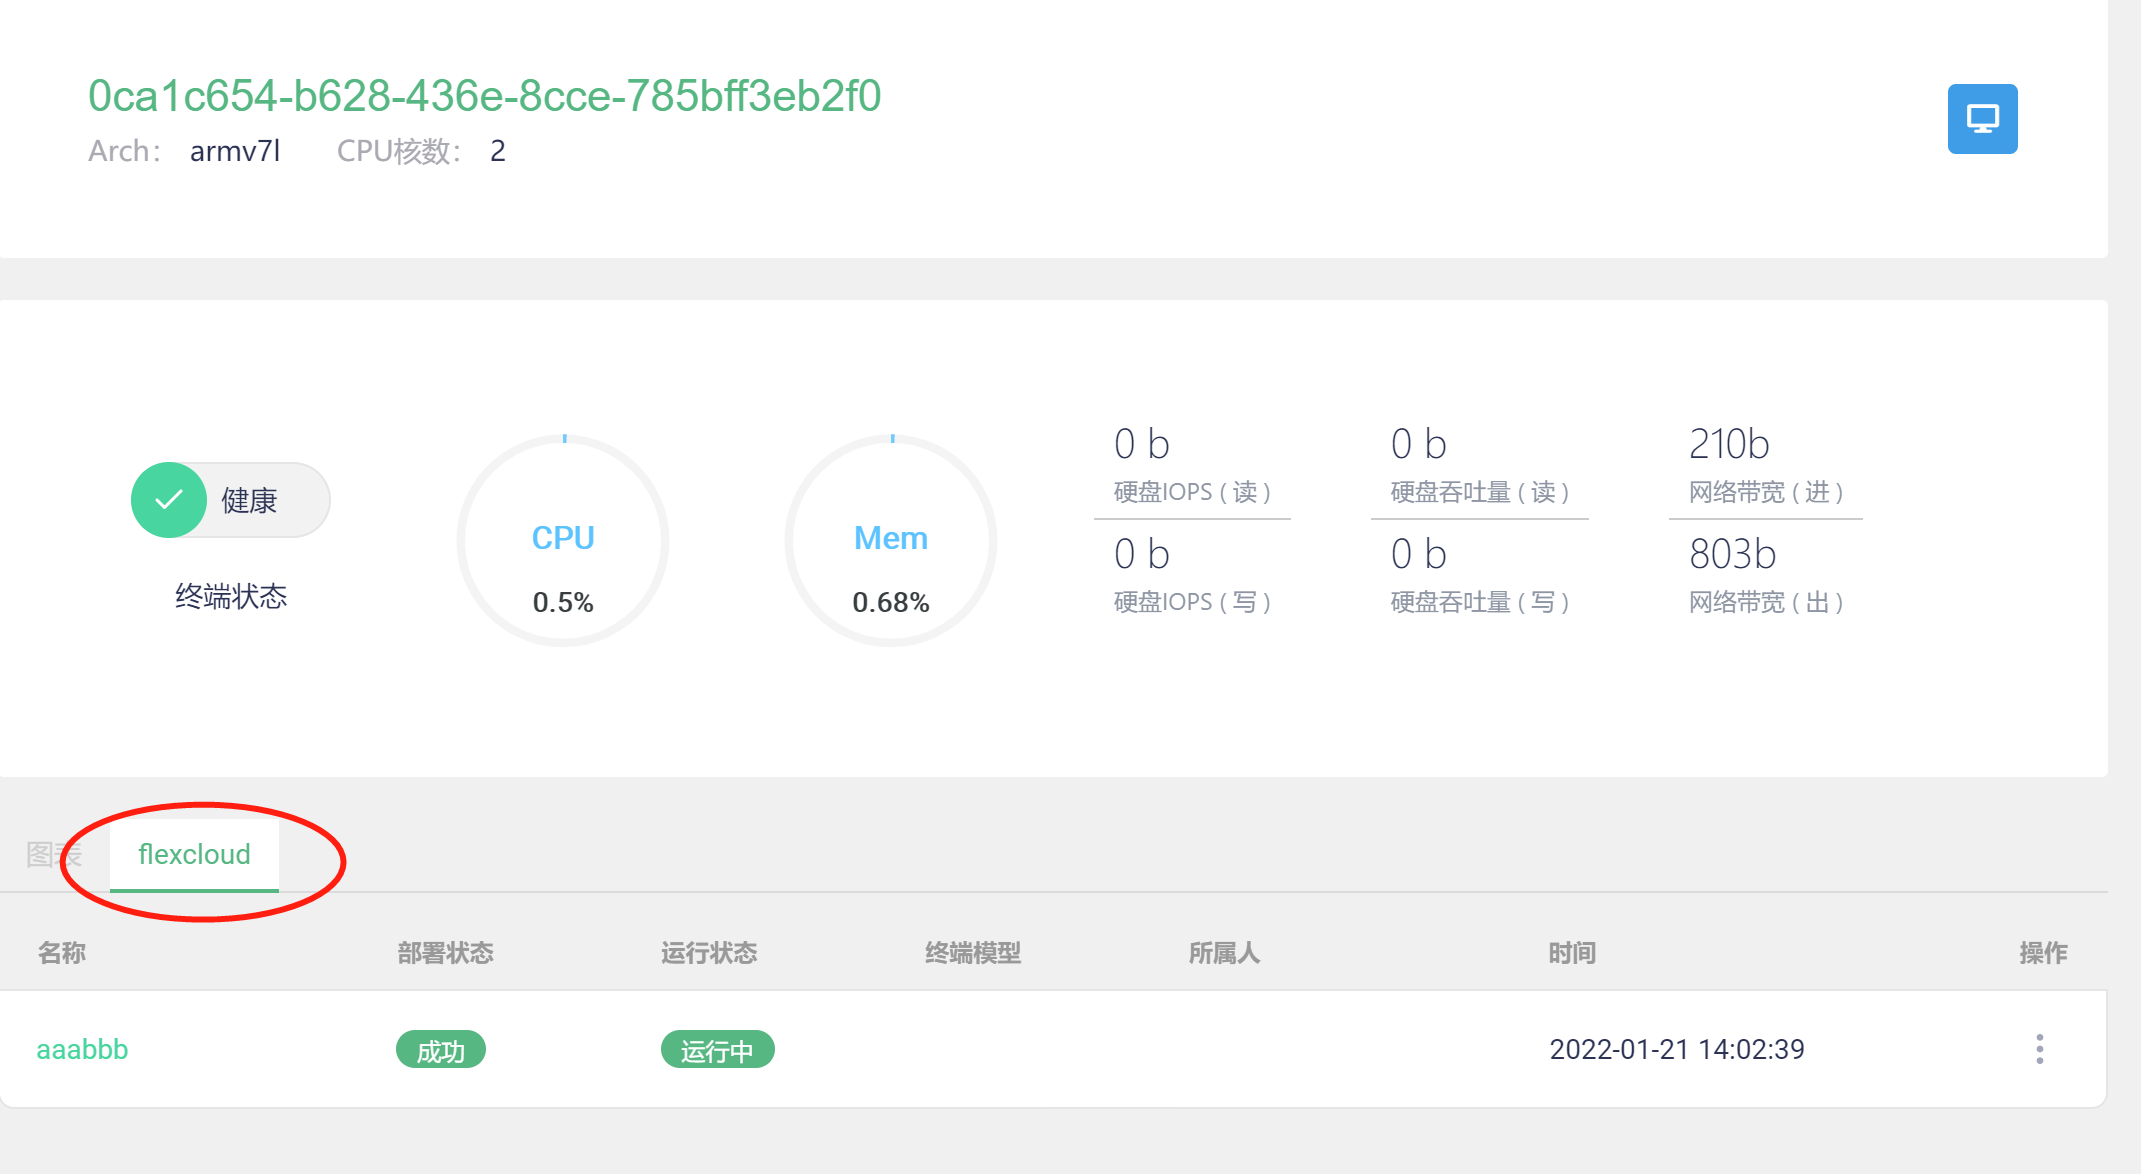 0ca1c654-b628-436e-8cce-785bff3eb2f0
Arch： armv7l CPU核数： 2
健康
终端状态
CPU
0.5%
Mem
0.68%
0 b
硬盘IOPS ( 读 )
0 b
硬盘IOPS ( 写 )
0 b
硬盘吞吐量 ( 读 )
0 b
硬盘吞吐量 ( 写 )
210b
网络带宽 ( 进 )
803b
网络带宽 ( 出 )
图表 flexcloud
名称 部署状态 运行状态 终端模型 所属人 时间 操作
aaabbb 成功 运行中 2022-01-21 14:02:39